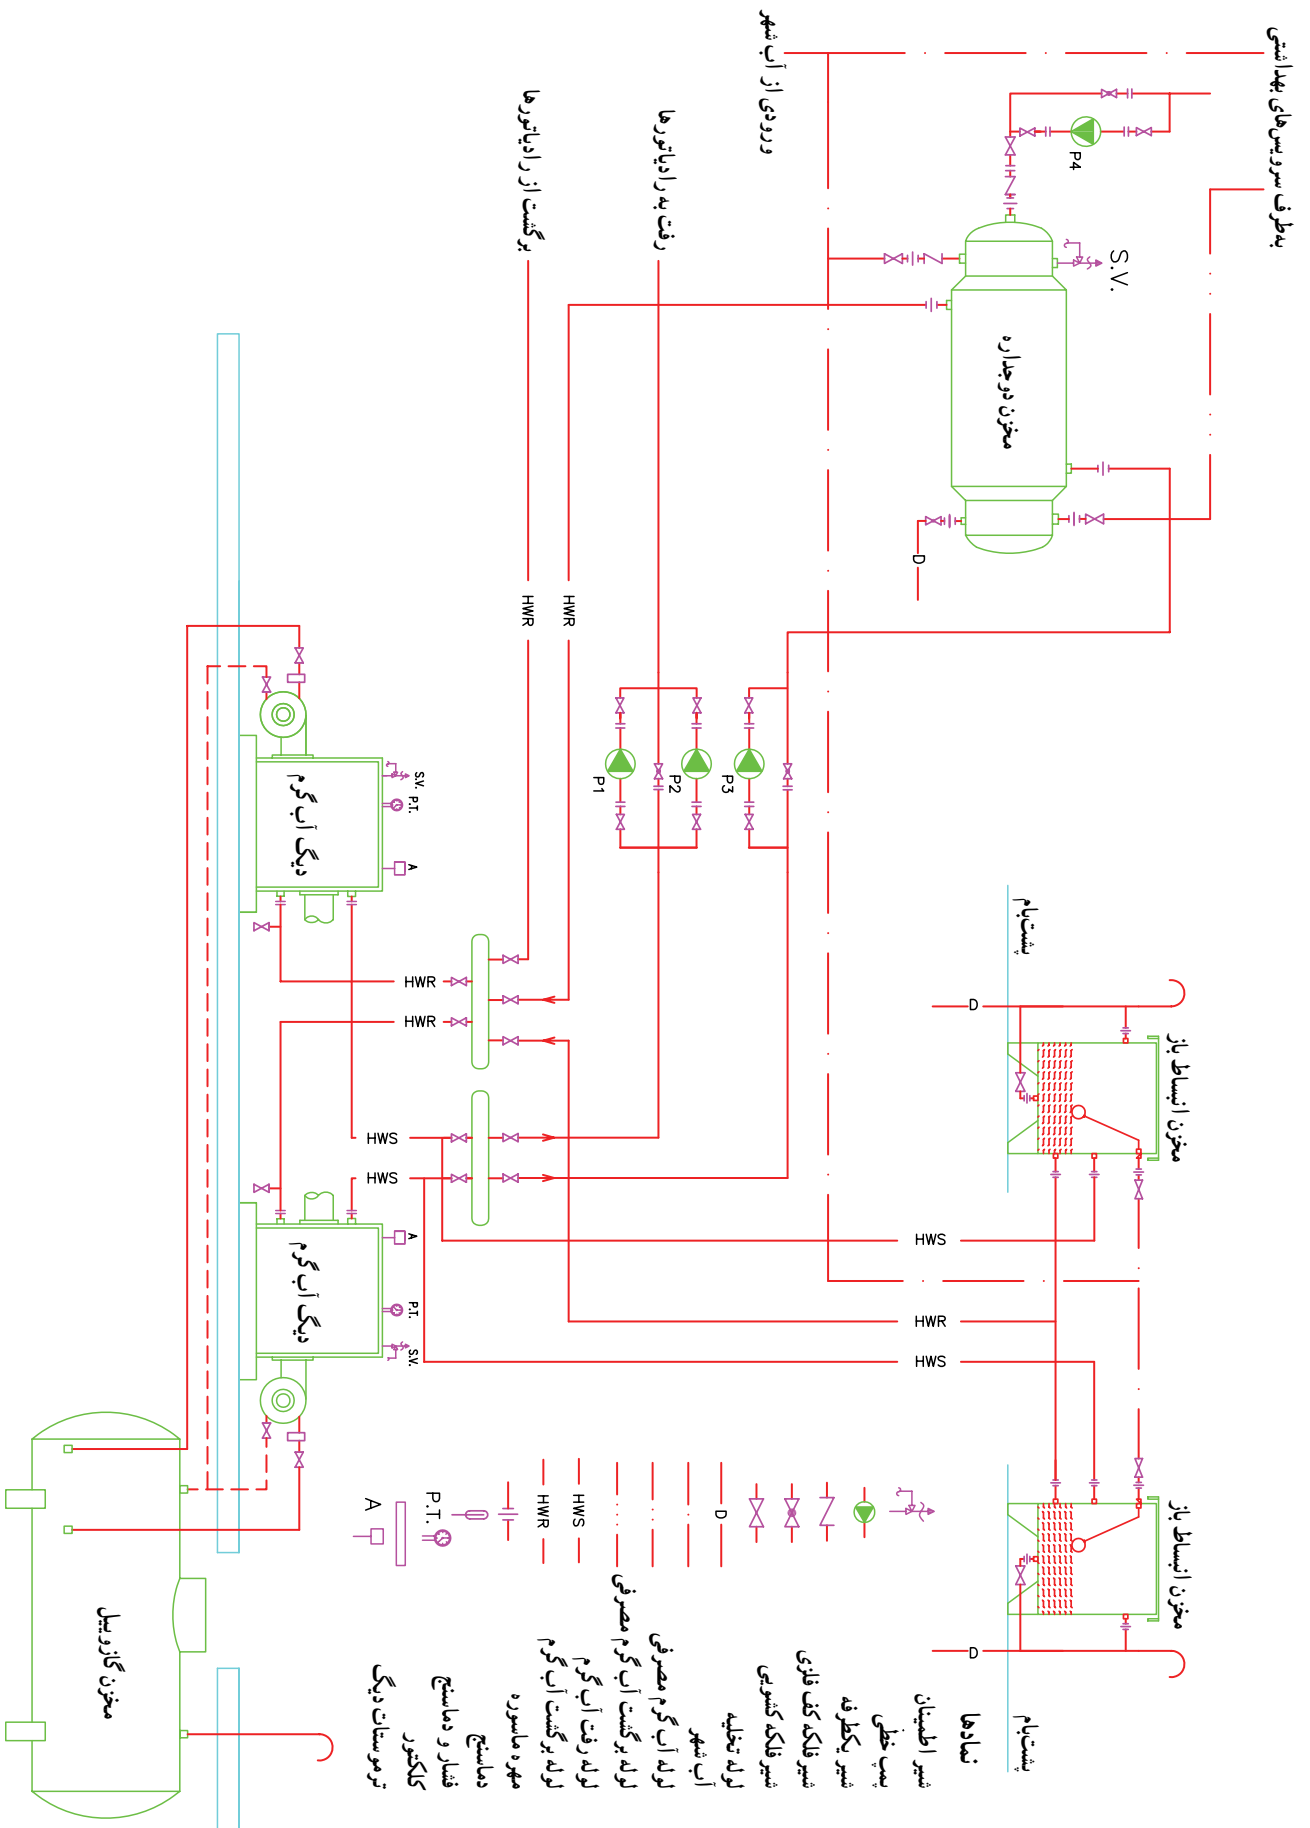 به‌طرف سرویس‌های بهداشتی
ورودی از آب شهر
رفت به رادیاتورها
برگشت از رادیاتورها
P4
S.V.
مخزن دوجداره
D
HWR
HWR
P1
P2
P3
پشت‌بام
D
مخزن انبساط باز
S.V.
P.T.
A
دیگ آب گرم
HWR
HWR
HWS
HWS
HWS
HWR
HWS
A
P.T.
S.V.
دیگ آب گرم
مخزن انبساط باز
D
پشت‌بام
مخزن گازوییل
نمادها
شیر اطمینان
پمپ خطی
شیر یکطرفه
شیر فلکه کف فلزی
شیر فلکه کشویی
D لوله تخلیه
آب شهر
لوله آب گرم مصرفی
لوله برگشت آب گرم مصرفی
HWS لوله رفت آب گرم
HWR لوله برگشت آب گرم
مهره ماسوره
دماسنج
P.T. فشار و دماسنج
کلکتور
A ترموستات دیگ